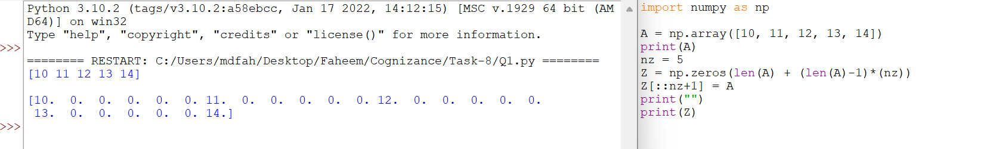 Python 3.10.2 (tags/v3.10.2:a58ebcc, Jan 17 2022, 14:12:15) [MSC v.1929 64 bit (AM
D64)] on win32
Type "help", "copyright", "credits" or "license()" for more information.
>>>
======== RESTART: C:/Users/mdfah/Desktop/Faheem/Cognizance/Task-8/Q1.py ========
[10 11 12 13 14]
[10.  0.  0.  0.  0.  0. 11.  0.  0.  0.  0.  0. 12.  0.  0.  0.  0.  0.
 13.  0.  0.  0.  0.  0. 14.]
>>>
import numpy as np
A = np.array([10, 11, 12, 13, 14])
print(A)
nz = 5
Z = np.zeros(len(A) + (len(A)-1)*(nz))
Z[::nz+1] = A
print("")
print(Z)